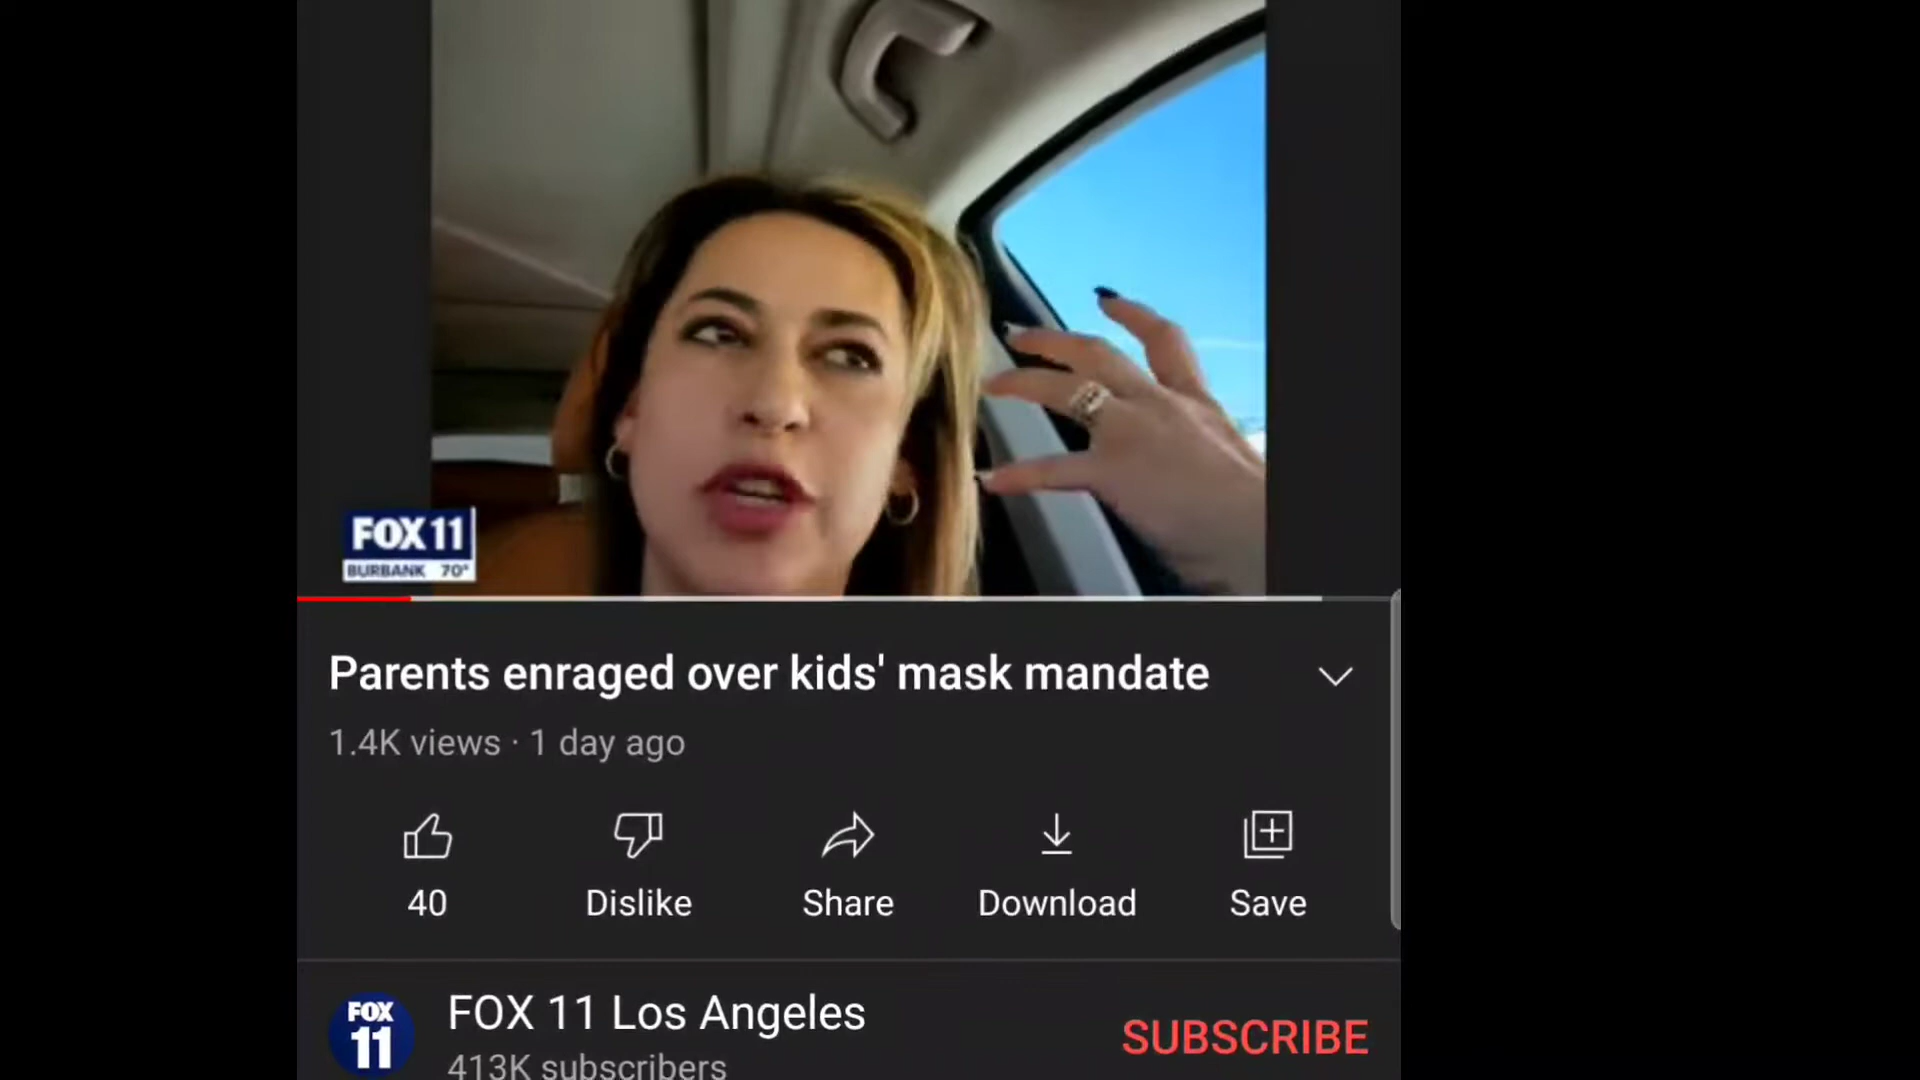 FOX 11
BURBANK 70°
Parents enraged over kids' mask mandate
1.4K views · 1 day ago
40 Dislike Share Download Save
FOX 11
FOX 11 Los Angeles
413K subscribers
SUBSCRIBE